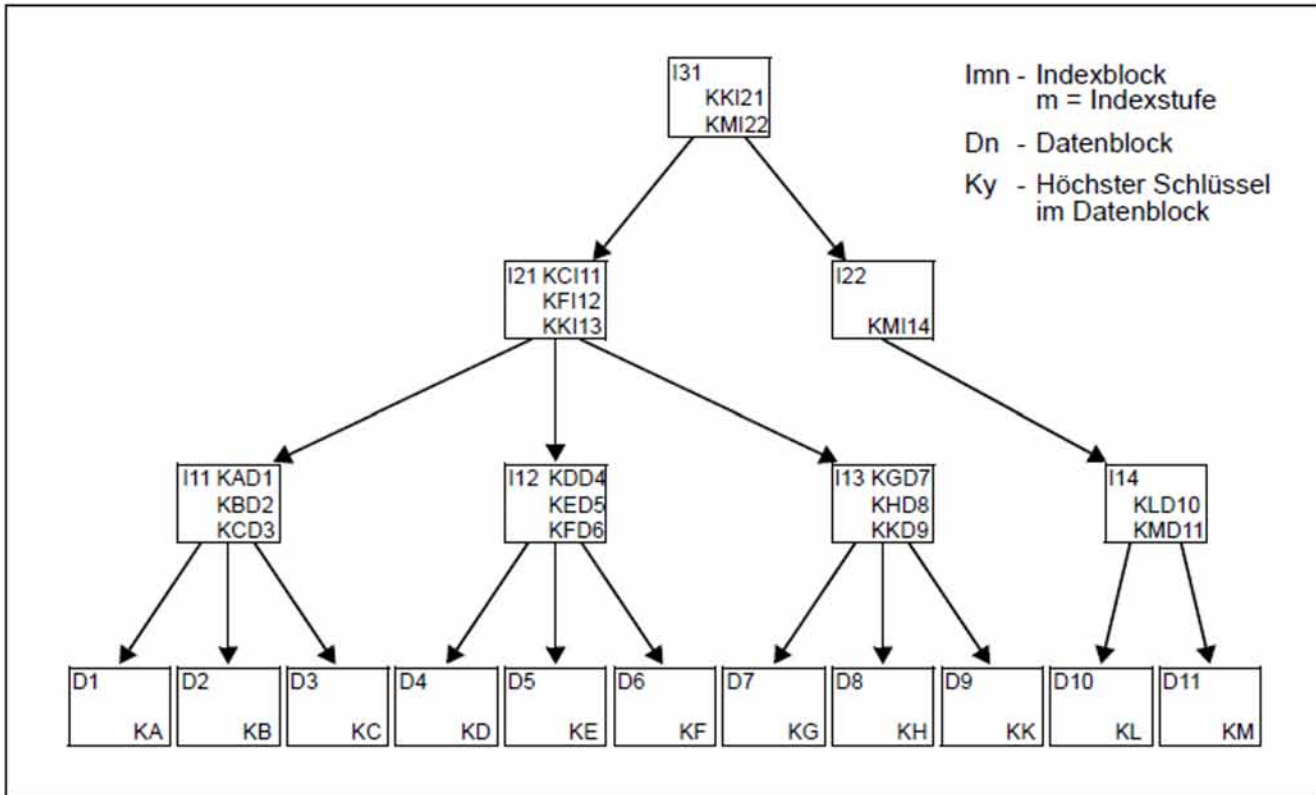 I31
KKI21
KMI22
Imn - Indexblock
m = Indexstufe
Dn - Datenblock
Ky - Höchster Schlüssel
im Datenblock
I21 KCI11
KFI12
KKI13
I22
KMI14
I11 KAD1
KBD2
KCD3
I12 KDD4
KED5
KFD6
I13 KGD7
KHD8
KKD9
I14
KLD10
KMD11
D1
KA
D2
KB
D3
KC
D4
KD
D5
KE
D6
KF
D7
KG
D8
KH
D9
KK
D10
KL
D11
KM